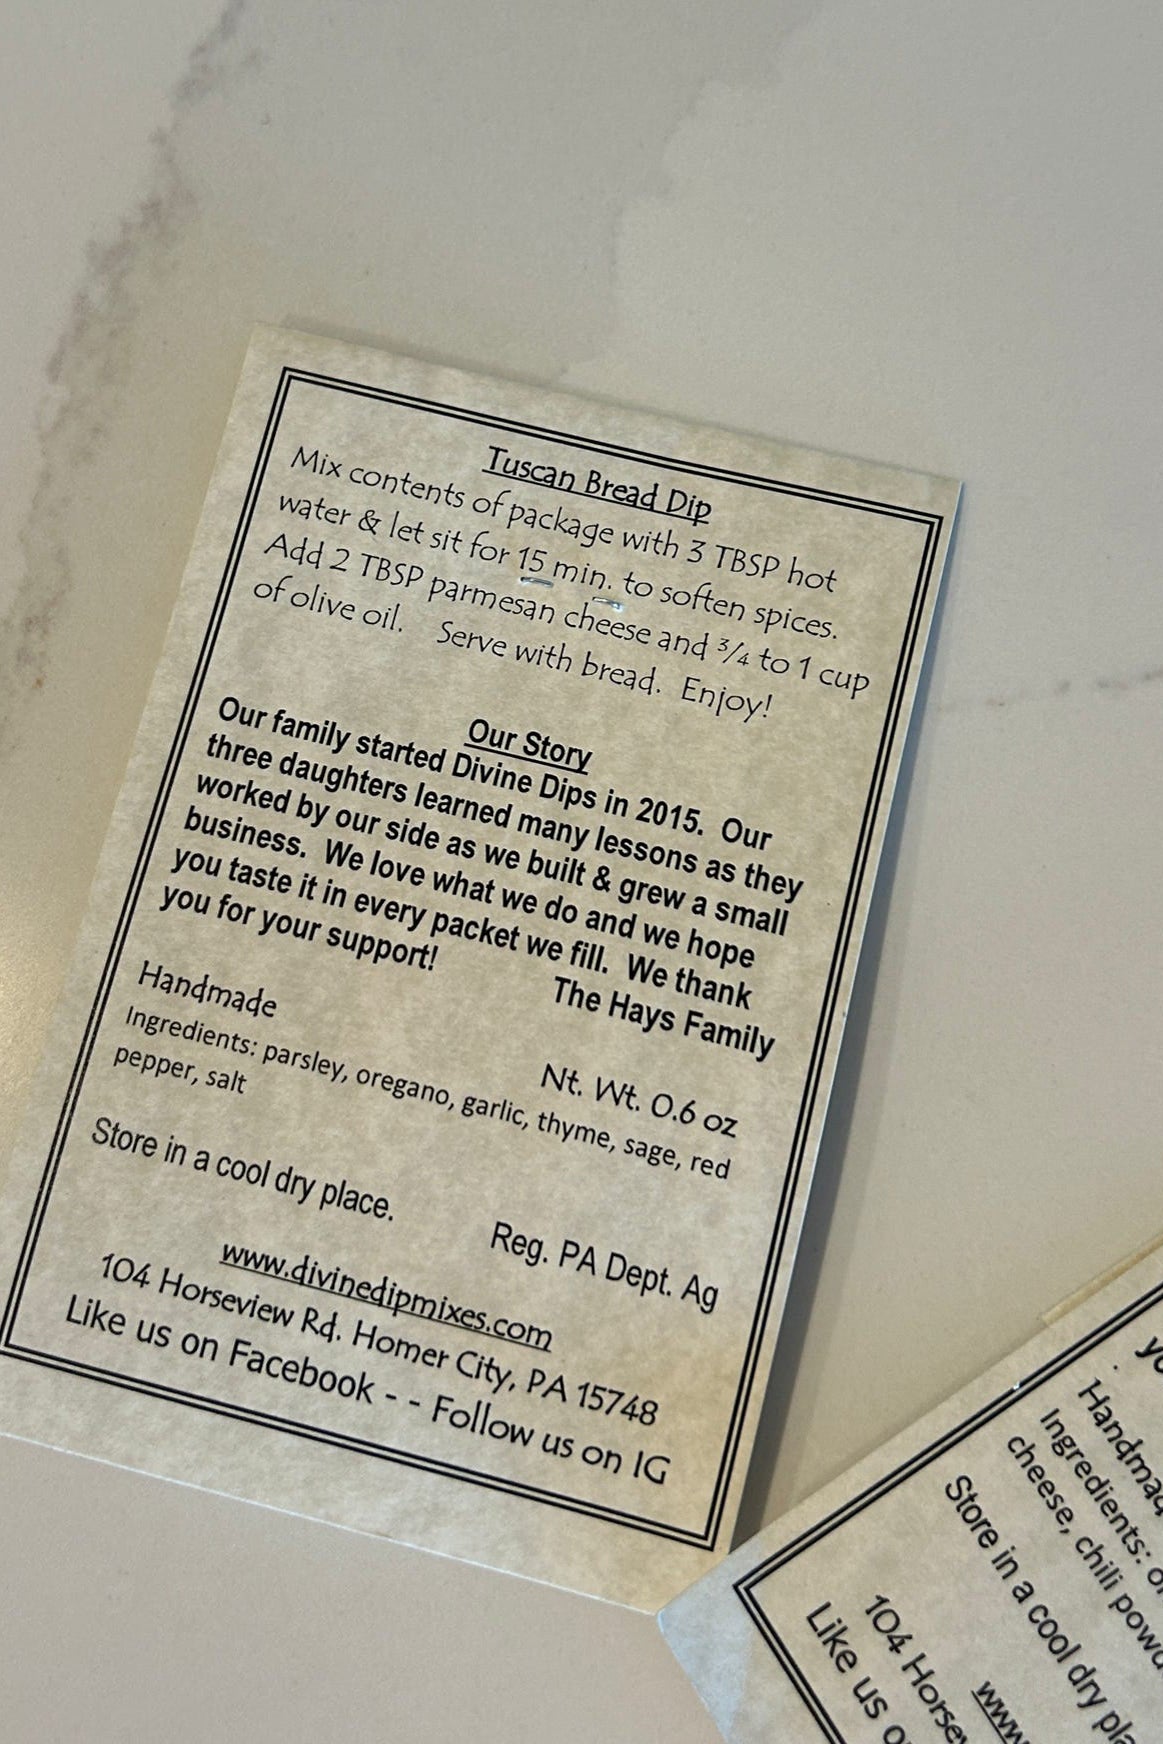 Tuscan Bread Dip
Mix contents of package with 3 TBSP hot
water & let sit for 15 min. to soften spices.
Add 2 TBSP parmesan cheese and ¾ to 1 cup
of olive oil. Serve with bread. Enjoy!
Our Story
Our family started Divine Dips in 2015. Our
three daughters learned many lessons as they
worked by our side as we built & grew a small
business. We love what we do and we hope
you taste it in every packet we fill. We thank
you for your support!
The Hays Family
Handmade
Nt. Wt. 0.6 oz
Ingredients: parsley, oregano, garlic, thyme, sage, red
pepper, salt
Store in a cool dry place.
Reg. PA Dept. Ag
www.divinedipmixes.com
104 Horseview Rd. Homer City, PA 15748
Like us on Facebook - - Follow us on IG
Ingredients:
cheese, chili
Store in a cool dry
104
Like us